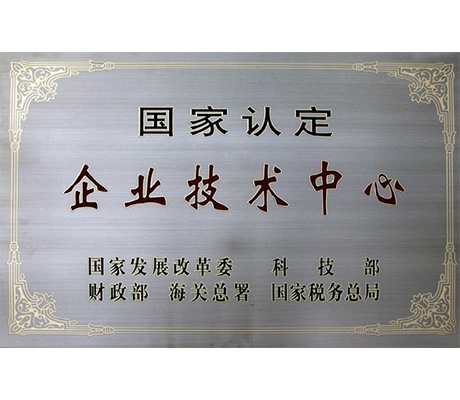 国家认定
企业技术中心
国家发展改革委 科技部
财政部 海关总署 国家税务总局